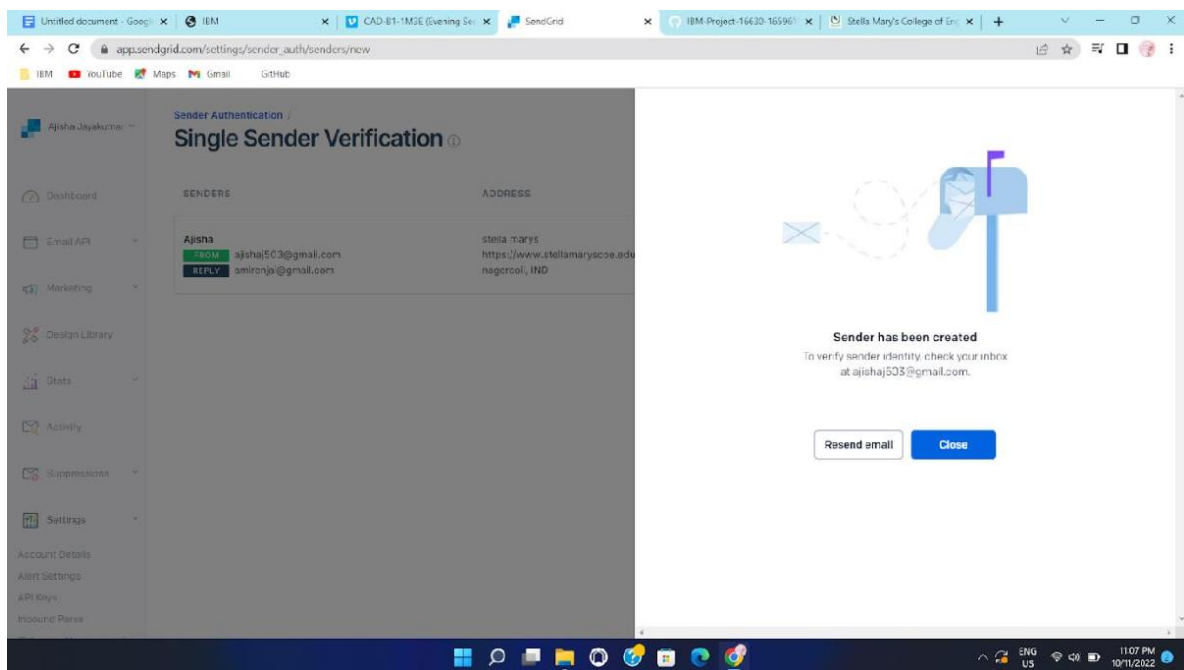 Untitled document - Googl
IBM
CAD-B1-1M3E (Evening Ses
SendGrid
IBM-Project-16630-165961
Stella Mary's College of Eng
app.sendgrid.com/settings/sender_auth/senders/new
IBM
YouTube
Maps
Gmail
GitHub
Ajisha Jayakumar
Dashboard
Email API
Marketing
Design Library
Stats
Activity
Suppressions
Settings
Account Details
Alert Settings
API Keys
Inbound Parse
Sender Authentication /
Single Sender Verification
SENDERS
ADDRESS
Ajisha
FROM ajishaj503@gmail.com
REPLY amironjai@gmail.com
stella marys
https://www.stellamaryscoe.edu
nagercoil, IND
Sender has been created
To verify sender identity, check your inbox
at ajishaj503@gmail.com.
Resend email
Close
ENG
US
11:07 PM
10/11/2022